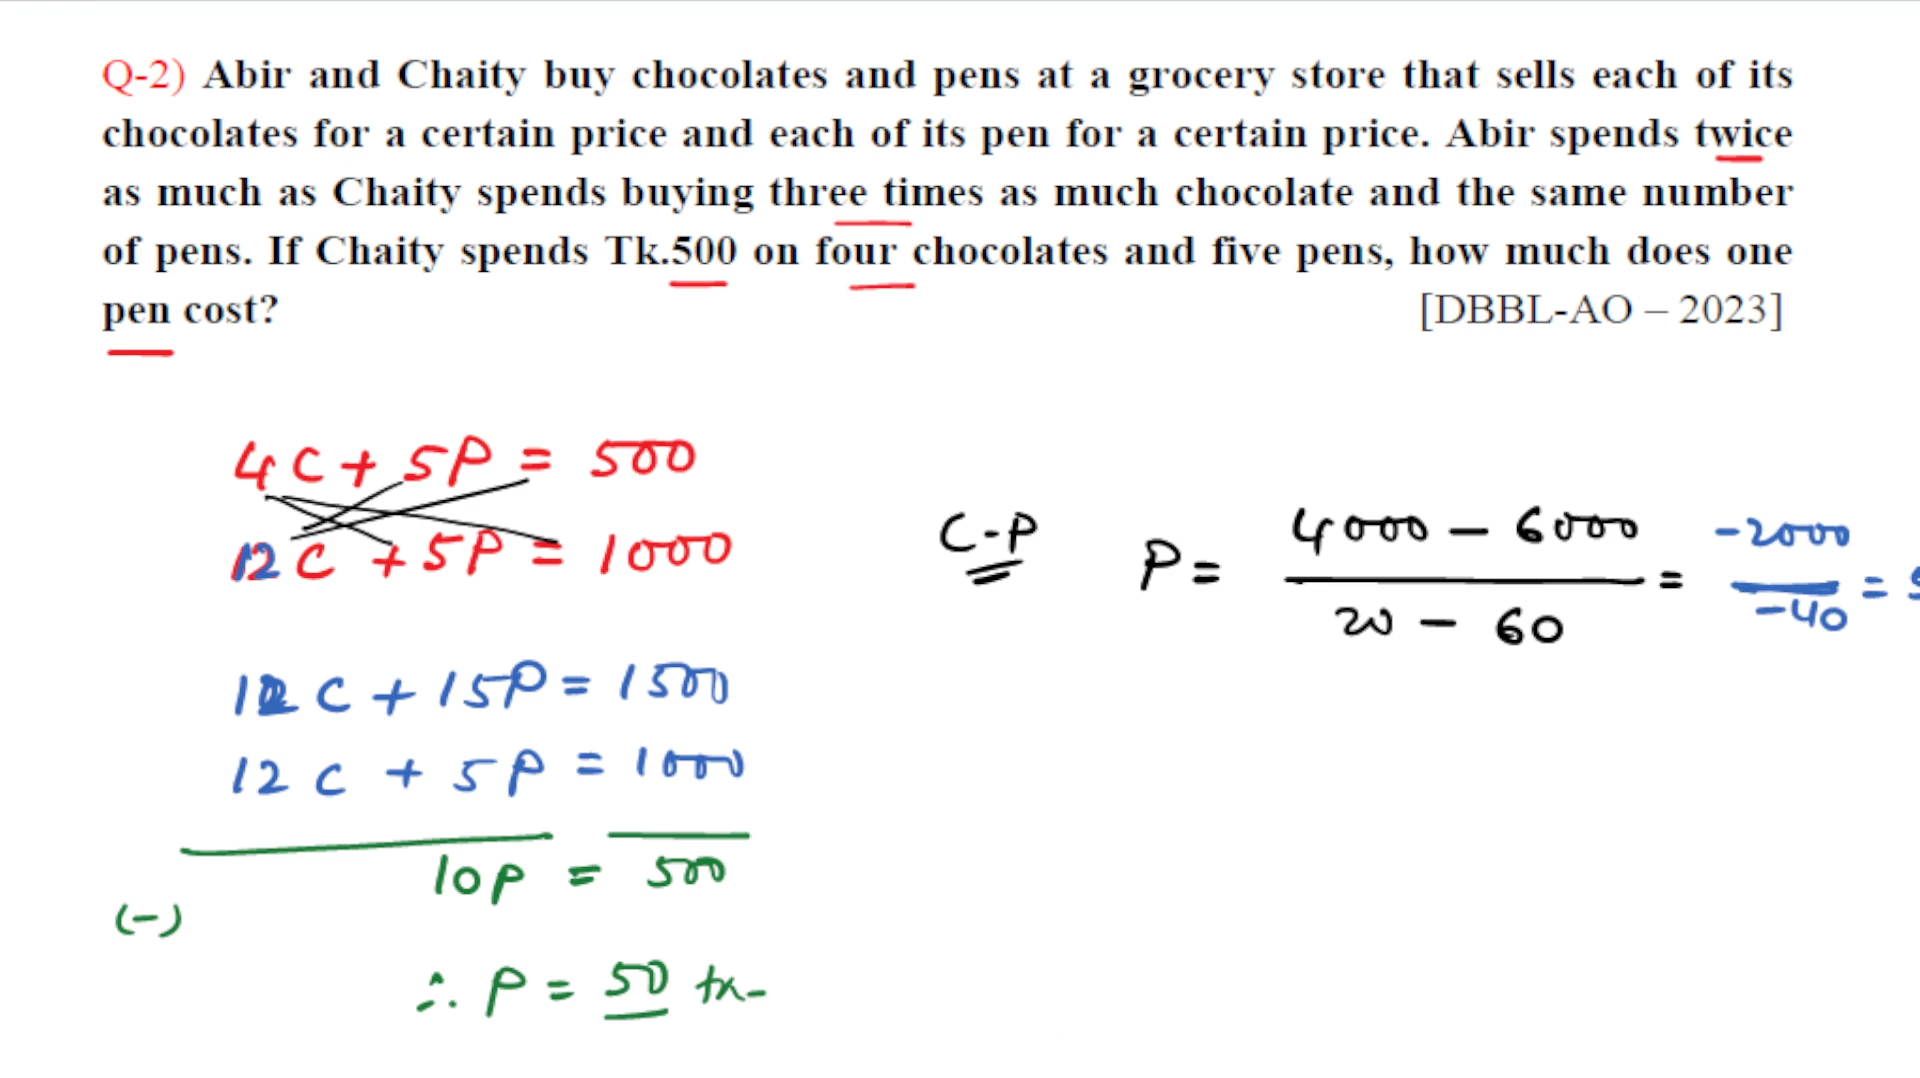 Q-2) Abir and Chaity buy chocolates and pens at a grocery store that sells each of its
chocolates for a certain price and each of its pen for a certain price. Abir spends twice
as much as Chaity spends buying three times as much chocolate and the same number
of pens. If Chaity spends Tk.500 on four chocolates and five pens, how much does one
pen cost? [DBBL-AO – 2023]
4C + 5P = 500
12C + 5P = 1000
C-P
P = (4000 - 6000) / (20 - 60) = -2000 / -40 =
12C + 15P = 1500
12C + 5P = 1000
10P = 500
(-)
∴ P = 50 tk-